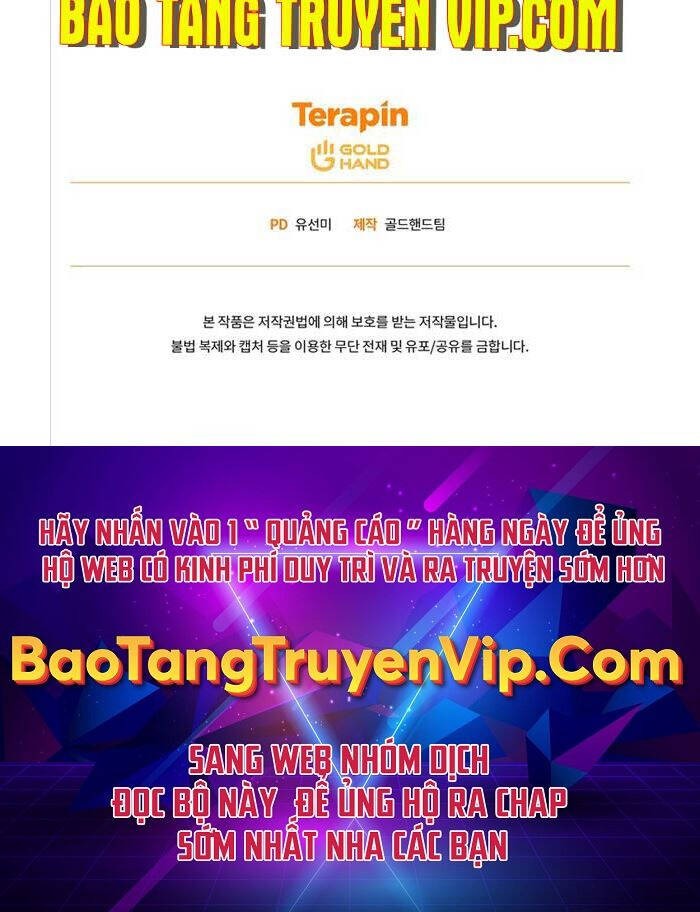 BAO TANG TRUYEN VIP.COM
Terapin
GOLD
HAND
PD 유선미 제작 골드핸드팀
본 작품은 저작권법에 의해 보호를 받는 저작물입니다.
불법 복제와 캡처 등을 이용한 무단 전재 및 유포/공유를 금합니다.
HÃY NHẤN VÀO 1 “ QUẢNG CÁO ” HÀNG NGÀY ĐỂ ỦNG
HỘ WEB CÓ KINH PHÍ DUY TRÌ VÀ RA TRUYỆN SỚM HƠN
BaoTangTruyenVip.Com
SANG WEB NHÓM DỊCH
ĐỌC BỘ NÀY ĐỂ ỦNG HỘ RA CHAP
SỚM NHẤT NHA CÁC BẠN